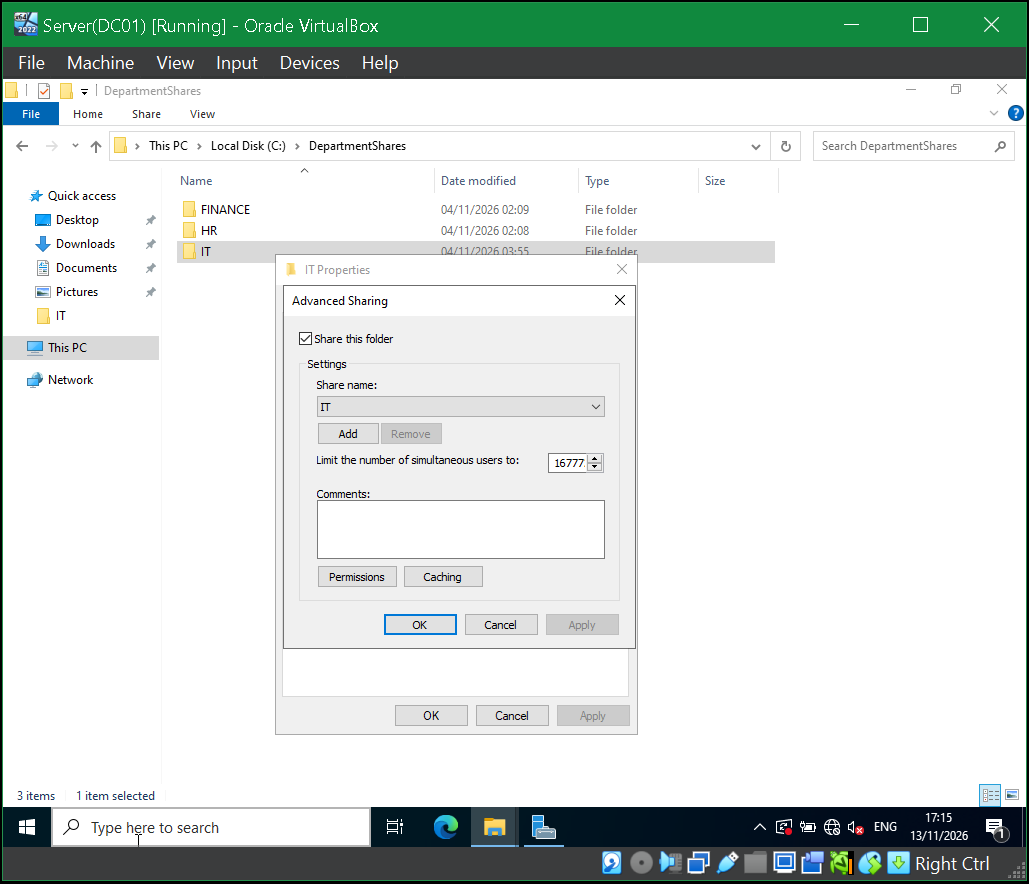 Server(DC01) [Running] - Oracle VirtualBox
File Machine View Input Devices Help
DepartmentShares
File Home Share View
This PC Local Disk (C:) DepartmentShares Search DepartmentShares
Name Date modified Type Size
Quick access
Desktop
Downloads
Documents
Pictures
IT
This PC
Network
FINANCE 04/11/2026 02:09 File folder
HR 04/11/2026 02:08 File folder
IT 04/11/2026 03:55 File folder
IT Properties
Advanced Sharing
Share this folder
Settings
Share name:
IT
Add Remove
Limit the number of simultaneous users to: 16777
Comments:
Permissions Caching
OK Cancel Apply
OK Cancel Apply
3 items 1 item selected
Type here to search
ENG
17:15
13/11/2026
1
Right Ctrl